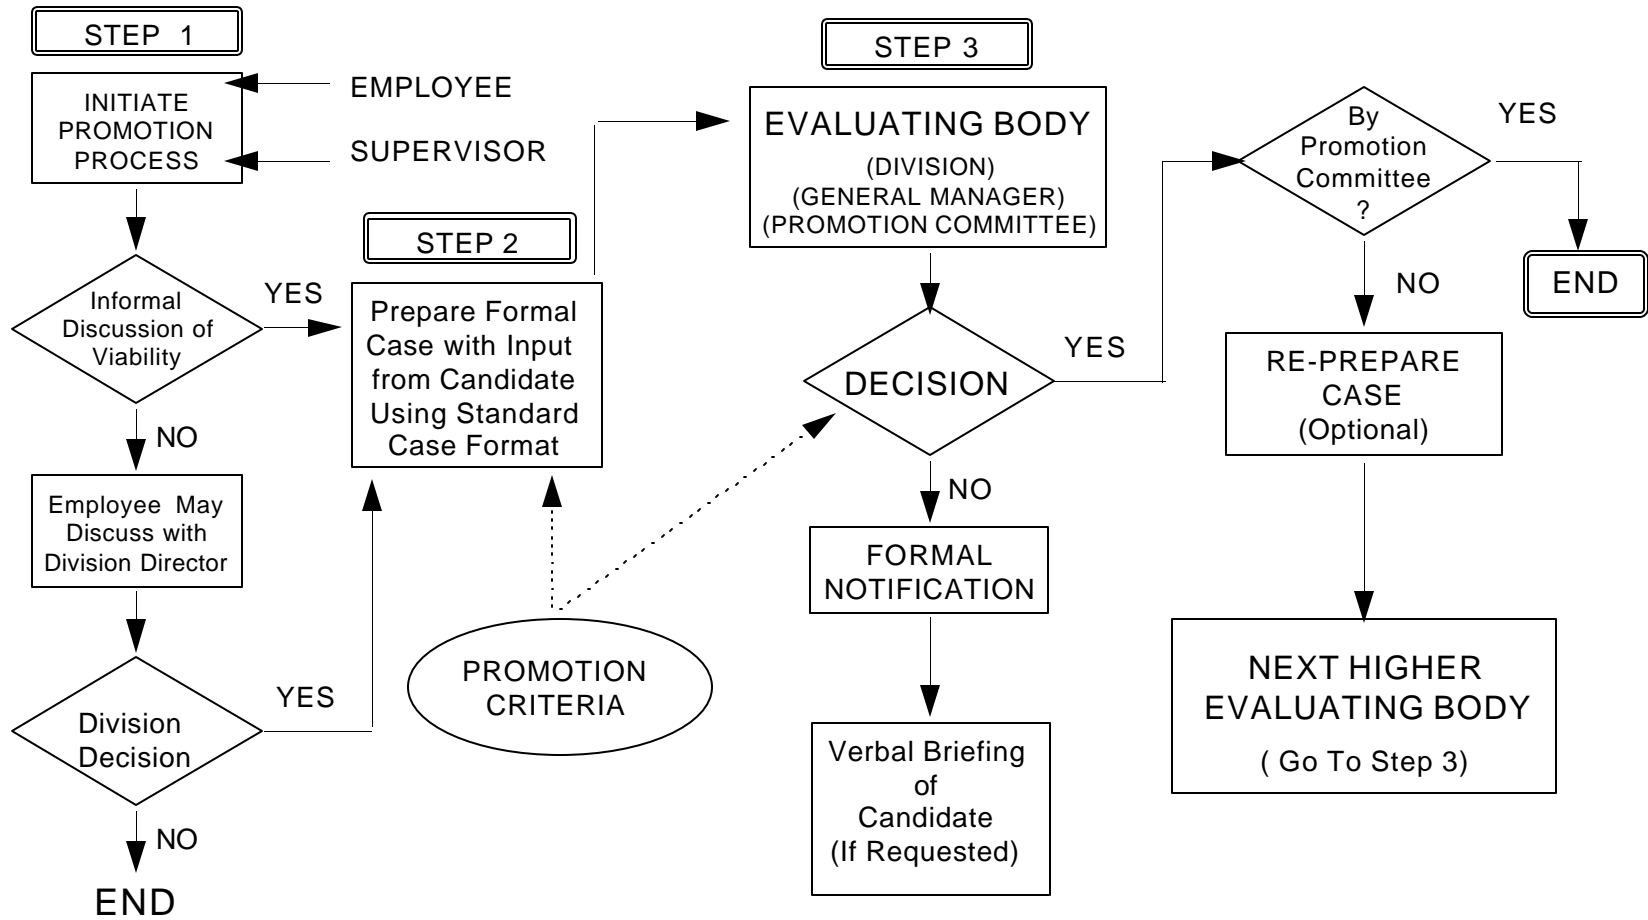 STEP 1
INITIATE
PROMOTION
PROCESS
EMPLOYEE
SUPERVISOR
Informal
Discussion of
Viability
YES
NO
Employee May
Discuss with
Division Director
Division
Decision
YES
NO
END
STEP 2
Prepare Formal
Case with Input
from Candidate
Using Standard
Case Format
PROMOTION
CRITERIA
STEP 3
EVALUATING BODY
(DIVISION)
(GENERAL MANAGER)
(PROMOTION COMMITTEE)
DECISION
YES
NO
FORMAL
NOTIFICATION
Verbal Briefing
of
Candidate
(If Requested)
By
Promotion
Committee
?
YES
END
NO
RE-PREPARE
CASE
(Optional)
NEXT HIGHER
EVALUATING BODY
( Go To Step 3)